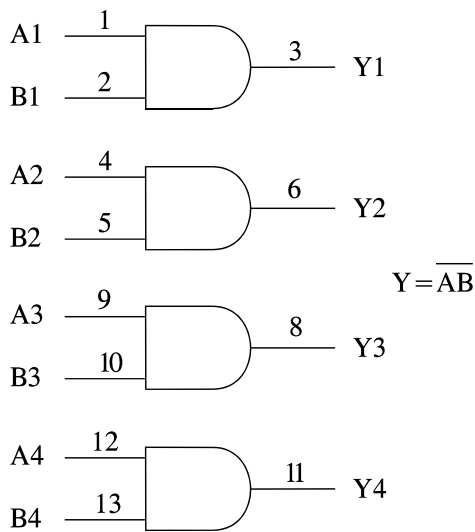 A1 1 3 Y1
B1 2
A2 4 6 Y2
B2 5
Y = \overline{AB}
A3 9 8 Y3
B3 10
A4 12 11 Y4
B4 13